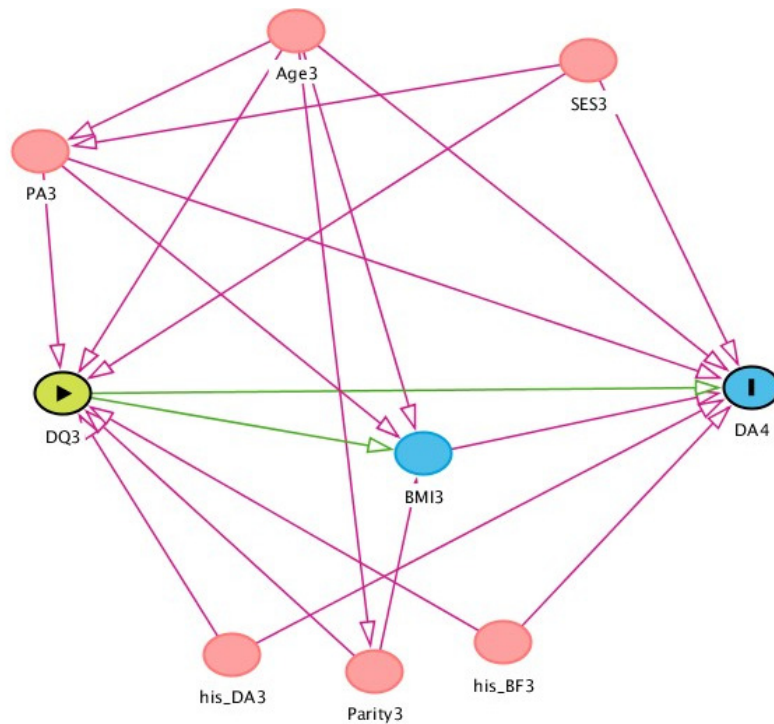 Age3
SES3
PA3
DQ3
DA4
BMI3
his_DA3
his_BF3
Parity3